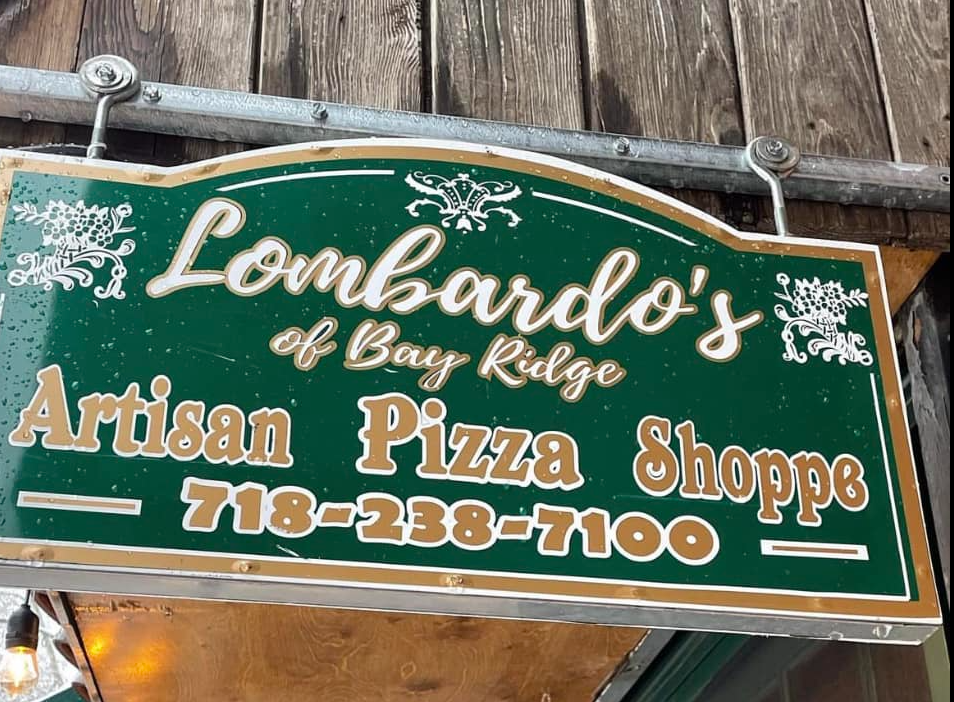 Lombardo's
of Bay Ridge
Artisan Pizza Shoppe
718-238-7100